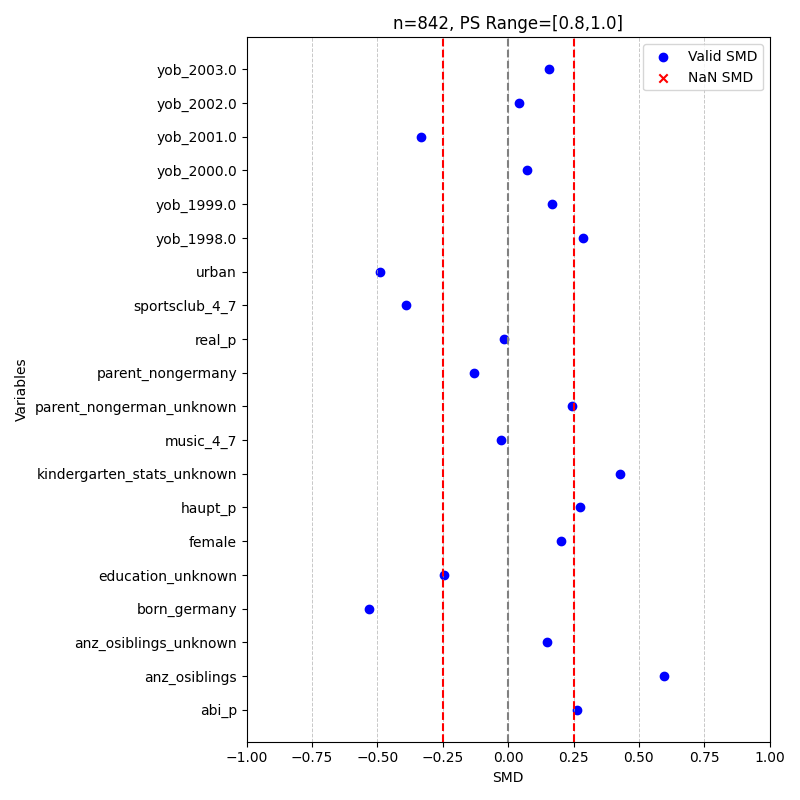 n=842, PS Range=[0.8,1.0]
Valid SMD
NaN SMD
Variables
yob_2003.0
yob_2002.0
yob_2001.0
yob_2000.0
yob_1999.0
yob_1998.0
urban
sportsclub_4_7
real_p
parent_nongermany
parent_nongerman_unknown
music_4_7
kindergarten_stats_unknown
haupt_p
female
education_unknown
born_germany
anz_osiblings_unknown
anz_osiblings
abi_p
−1.00 −0.75 −0.50 −0.25 0.00 0.25 0.50 0.75 1.00
SMD